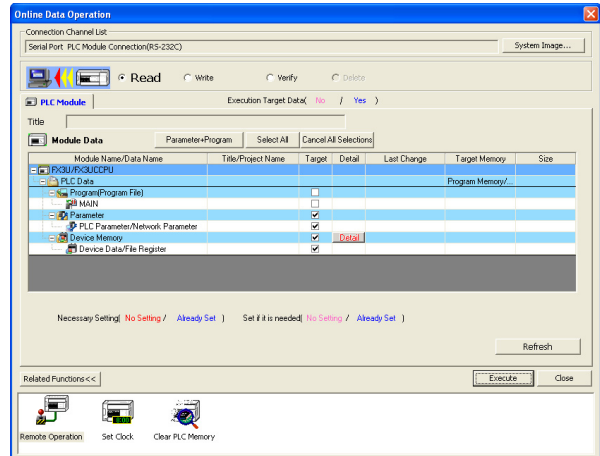 Online Data Operation
Connection Channel List
Serial Port PLC Module Connection(RS-232C)
System Image...
Read
Write
Verify
Delete
PLC Module
Execution Target Data( No / Yes )
Title
Module Data
Parameter+Program
Select All
Cancel All Selections
Module Name/Data Name Title/Project Name Target Detail Last Change Target Memory Size
FX3U/FX3UCCPU
PLC Data Program Memory/...
Program(Program File)
MAIN
Parameter
PLC Parameter/Network Parameter
Device Memory Detail
Device Data/File Register
Necessary Setting( No Setting / Already Set ) Set if it is needed( No Setting / Already Set )
Refresh
Related Functions<<
Execute
Close
Remote Operation
Set Clock
Clear PLC Memory